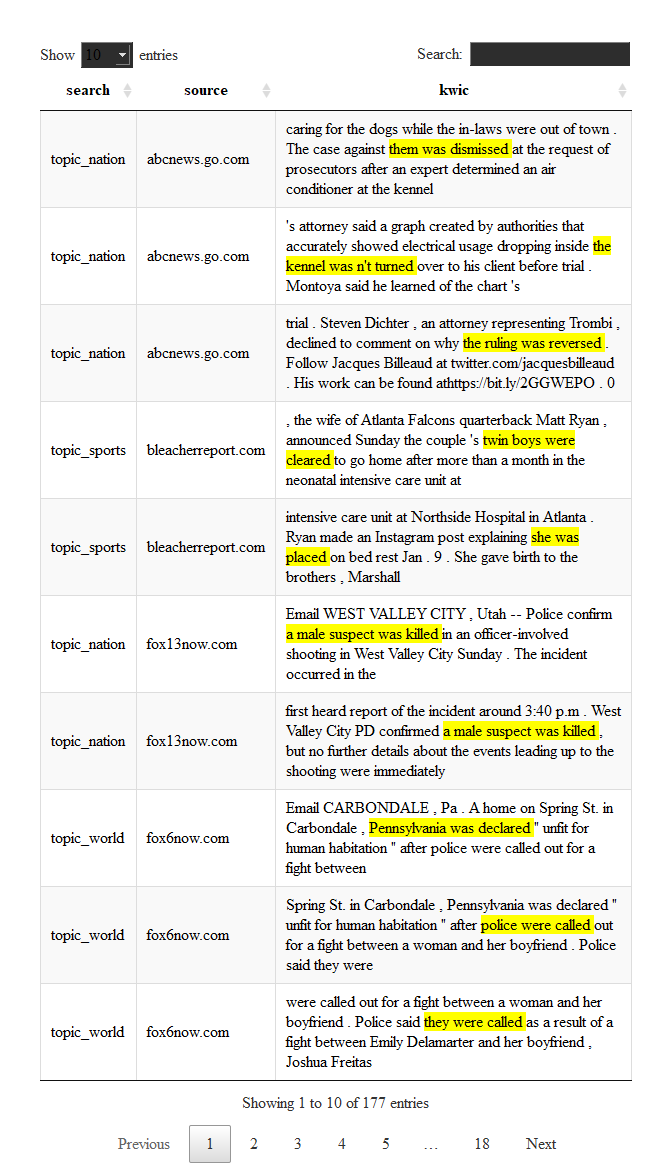 Show 10 entries
Search:
search source kwic
caring for the dogs while the in-laws were out of town .
The case against them was dismissed at the request of
topic_nation abcnews.go.com
prosecutors after an expert determined an air
conditioner at the kennel
's attorney said a graph created by authorities that
accurately showed electrical usage dropping inside the
topic_nation abcnews.go.com
kennel was n't turned over to his client before trial .
Montoya said he learned of the chart 's
trial . Steven Dichter , an attorney representing Trombi ,
declined to comment on why the ruling was reversed .
topic_nation abcnews.go.com
Follow Jacques Billeaud at twitter.com/jacquesbilleaud
. His work can be found athttps://bit.ly/2GGWEPO . 0
, the wife of Atlanta Falcons quarterback Matt Ryan ,
announced Sunday the couple 's twin boys were
topic_sports bleacherreport.com
cleared to go home after more than a month in the
neonatal intensive care unit at
intensive care unit at Northside Hospital in Atlanta .
Ryan made an Instagram post explaining she was
topic_sports bleacherreport.com
placed on bed rest Jan . 9 . She gave birth to the
brothers , Marshall
Email WEST VALLEY CITY , Utah -- Police confirm
a male suspect was killed in an officer-involved
topic_nation fox13now.com
shooting in West Valley City Sunday . The incident
occurred in the
first heard report of the incident around 3:40 p.m . West
Valley City PD confirmed a male suspect was killed ,
topic_nation fox13now.com
but no further details about the events leading up to the
shooting were immediately
Email CARBONDALE , Pa . A home on Spring St. in
Carbondale , Pennsylvania was declared " unfit for
topic_world fox6now.com
human habitation " after police were called out for a
fight between
Spring St. in Carbondale , Pennsylvania was declared "
unfit for human habitation " after police were called out
topic_world fox6now.com
for a fight between a woman and her boyfriend . Police
said they were
were called out for a fight between a woman and her
boyfriend . Police said they were called as a result of a
topic_world fox6now.com
fight between Emily Delamarter and her boyfriend ,
Joshua Freitas
Showing 1 to 10 of 177 entries
Previous 1 2 3 4 5 … 18 Next